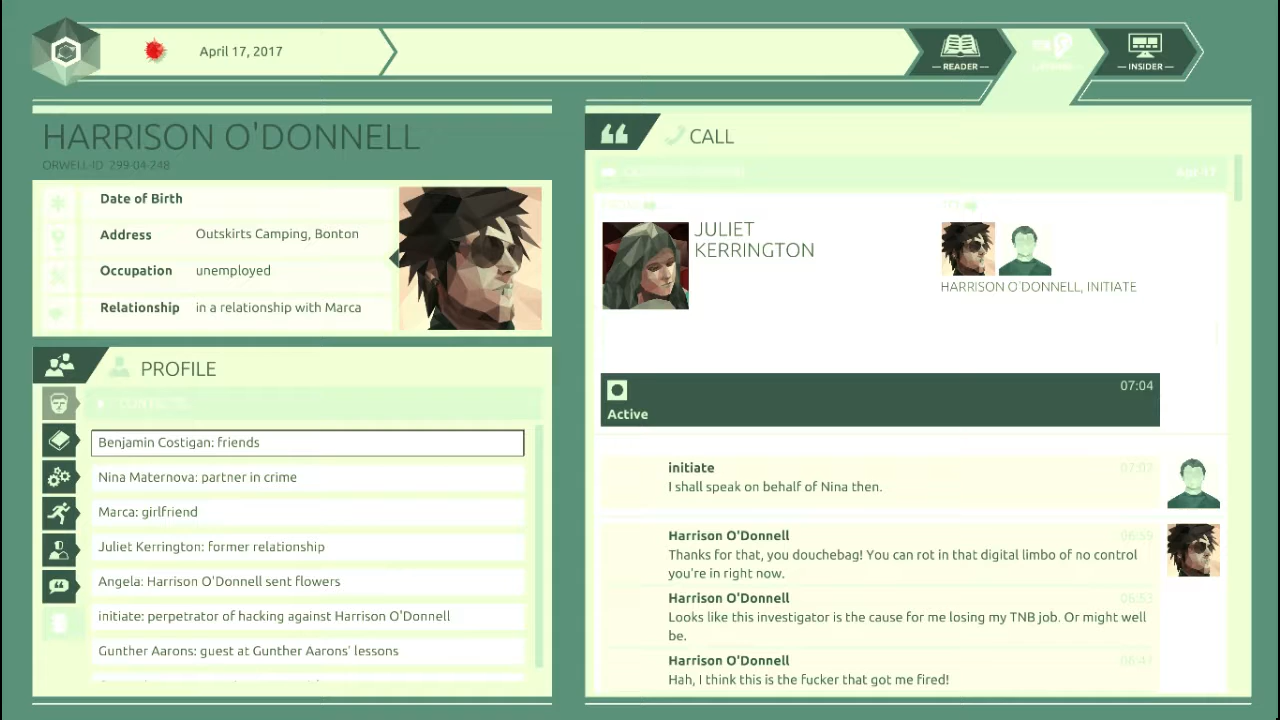 April 17, 2017
— READER —
— INSIDER —
HARRISON O'DONNELL
ORWELL-ID: 299-04-248
Date of Birth
Address Outskirts Camping, Bonton
Occupation unemployed
Relationship in a relationship with Marca
PROFILE
CONTACTS
Benjamin Costigan: friends
Nina Maternova: partner in crime
Marca: girlfriend
Juliet Kerrington: former relationship
Angela: Harrison O'Donnell sent flowers
initiate: perpetrator of hacking against Harrison O'Donnell
Gunther Aarons: guest at Gunther Aarons' lessons
CALL
Apr-17
JULIET
KERRINGTON
HARRISON O'DONNELL, INITIATE
07:04
Active
initiate 07:02
I shall speak on behalf of Nina then.
Harrison O'Donnell 06:59
Thanks for that, you douchebag! You can rot in that digital limbo of no control
you're in right now.
Harrison O'Donnell 06:53
Looks like this investigator is the cause for me losing my TNB job. Or might well
be.
Harrison O'Donnell 06:47
Hah, I think this is the fucker that got me fired!